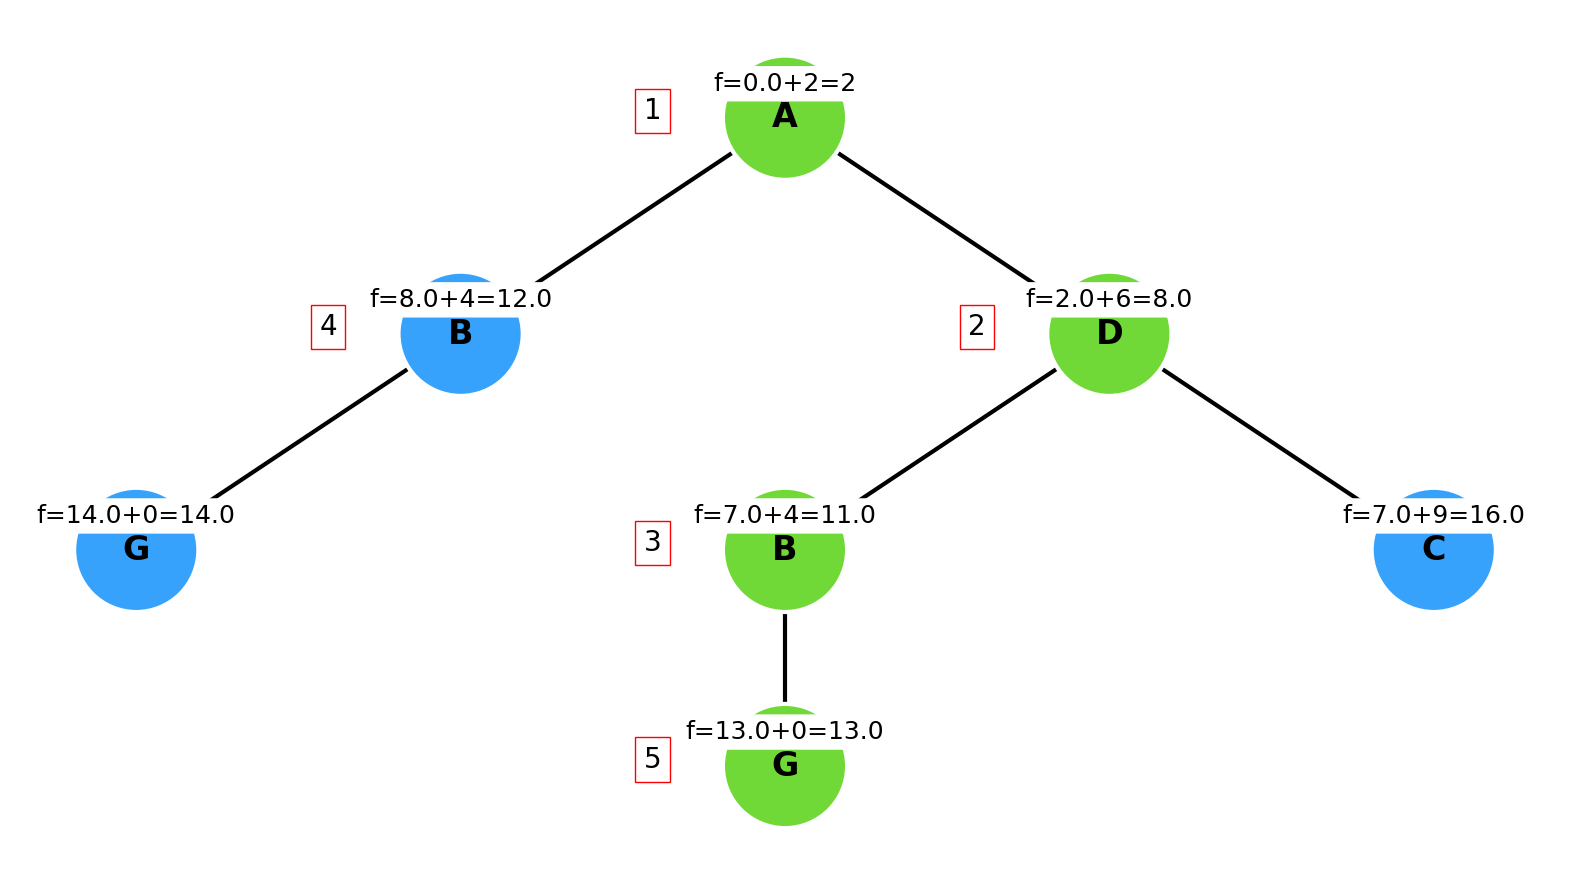 f=0.0+2=2
1
A
f=8.0+4=12.0
4
B
f=2.0+6=8.0
2
D
f=14.0+0=14.0
G
f=7.0+4=11.0
3
B
f=7.0+9=16.0
C
f=13.0+0=13.0
5
G